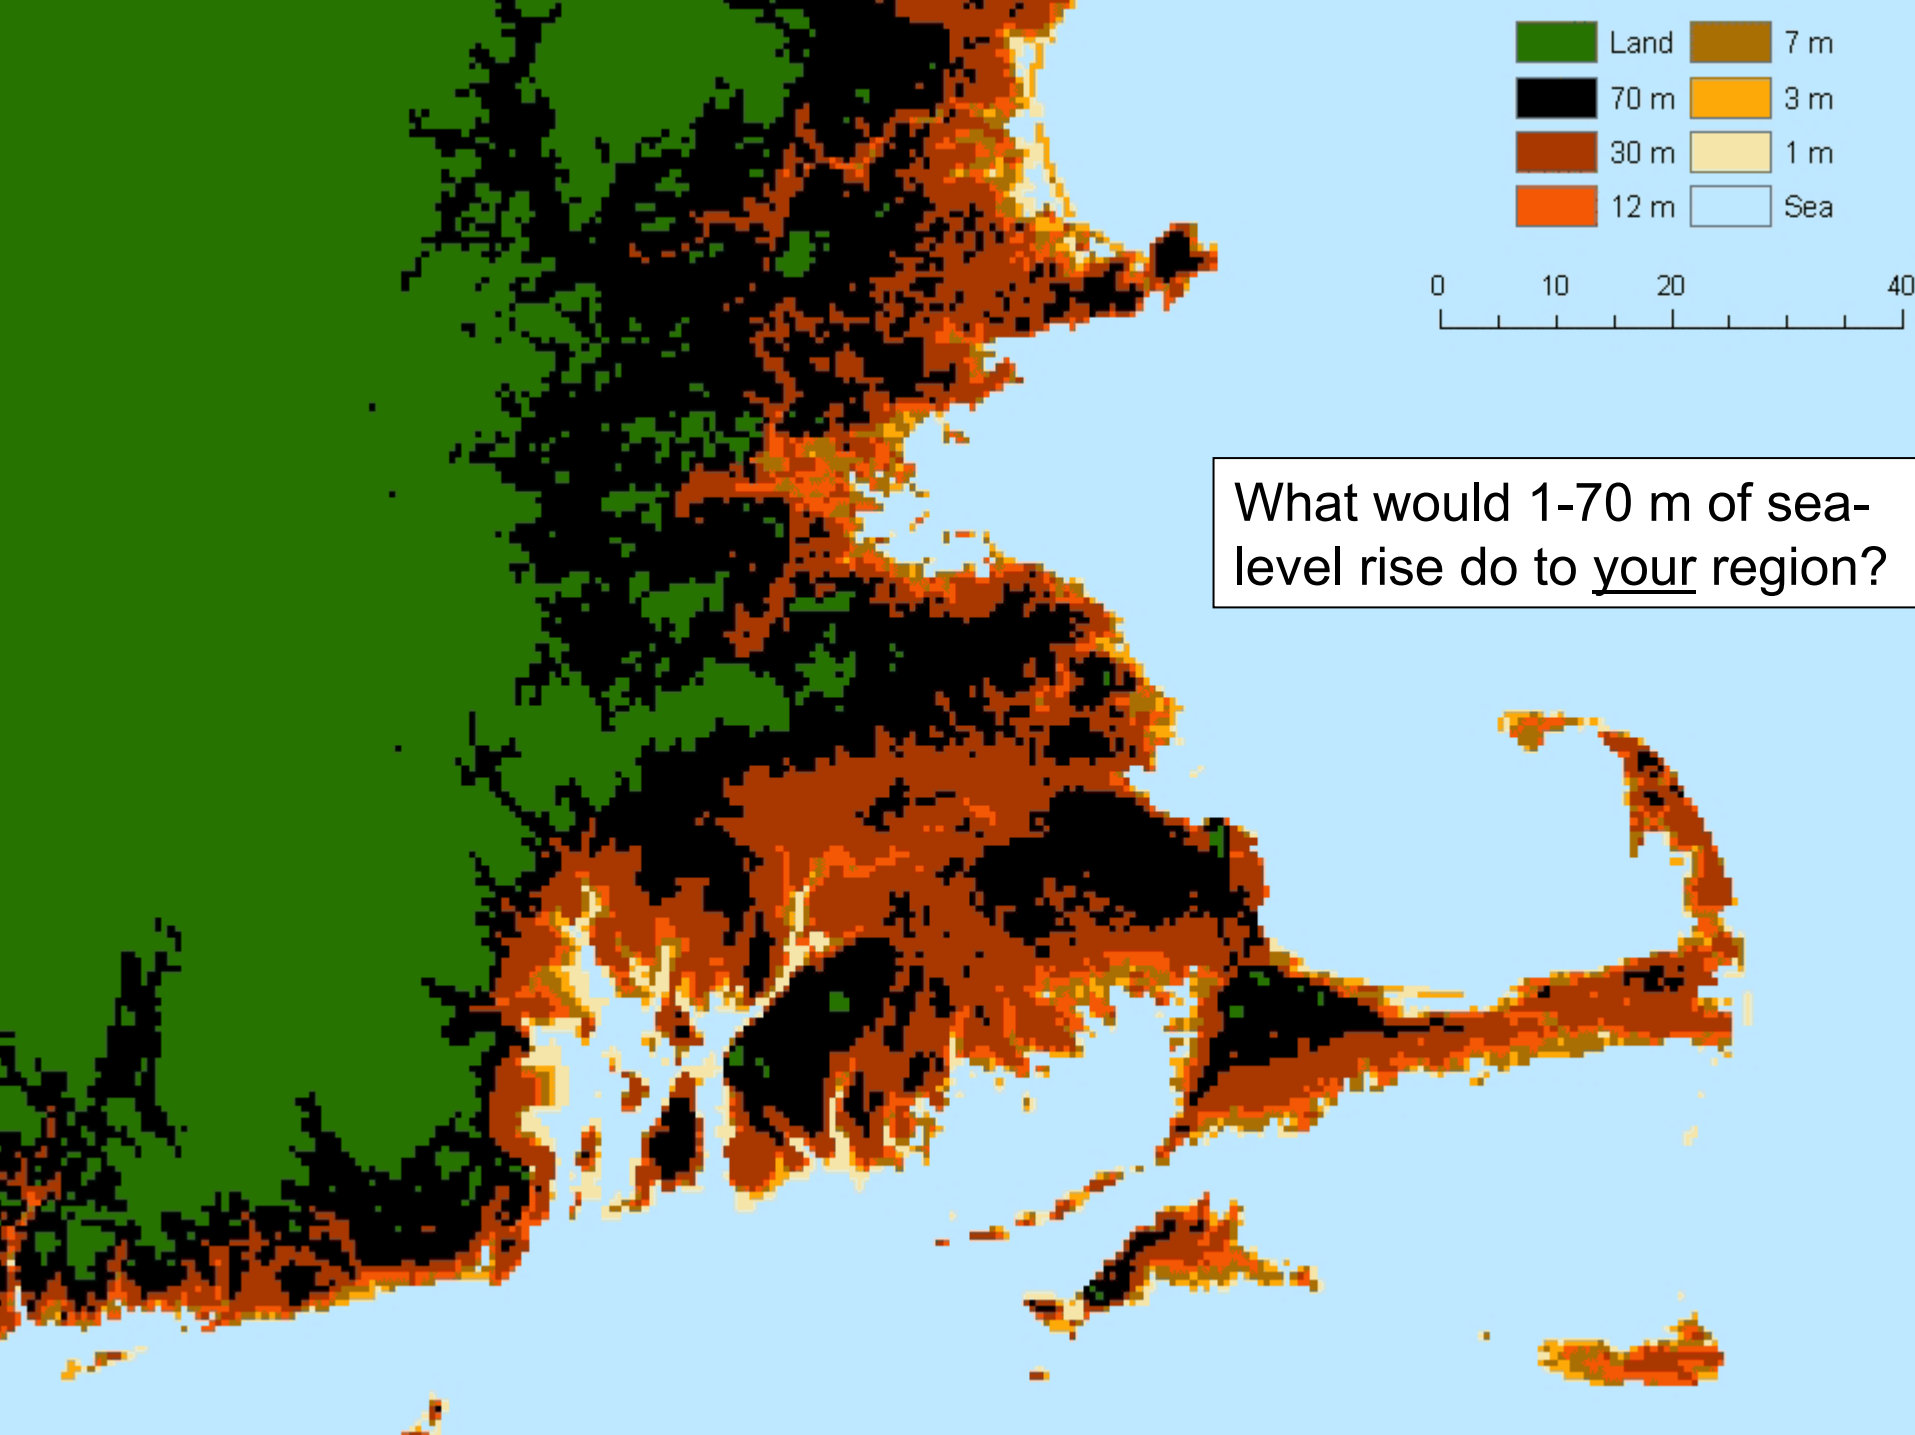 Land 7 m
70 m 3 m
30 m 1 m
12 m Sea
0 10 20 40
What would 1-70 m of sea-
level rise do to your region?